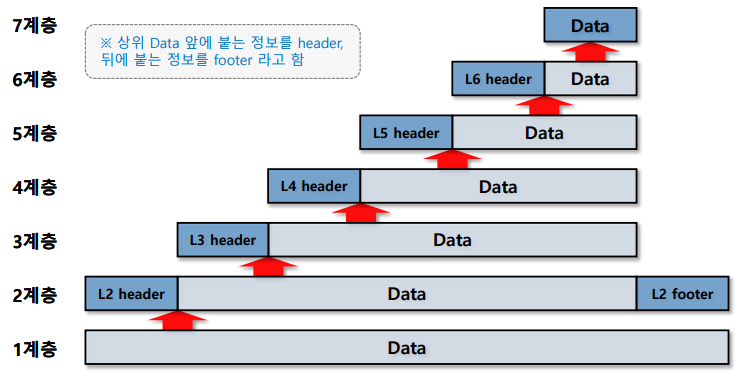 7계층
※ 상위 Data 앞에 붙는 정보를 header,
뒤에 붙는 정보를 footer 라고 함
Data
6계층
L6 header
Data
5계층
L5 header
Data
4계층
L4 header
Data
3계층
L3 header
Data
2계층
L2 header
Data
L2 footer
1계층
Data